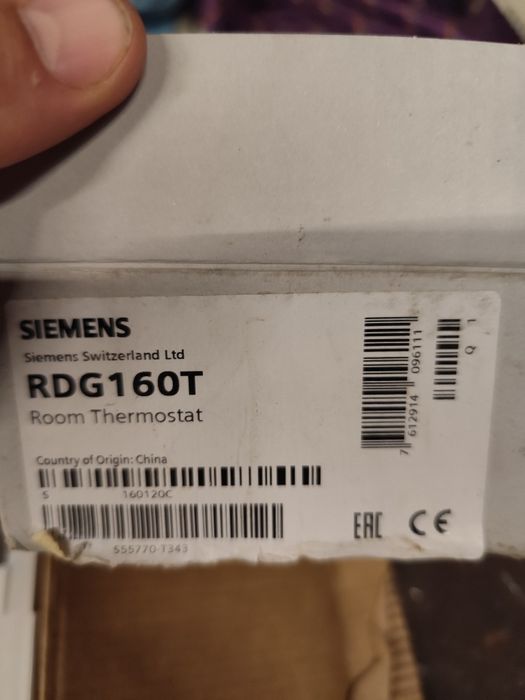 SIEMENS
Siemens Switzerland Ltd
RDG160T
Room Thermostat
Country of Origin: China
S 160120C
S55770-T343
7 612914 096111
Q 1
EAC CE